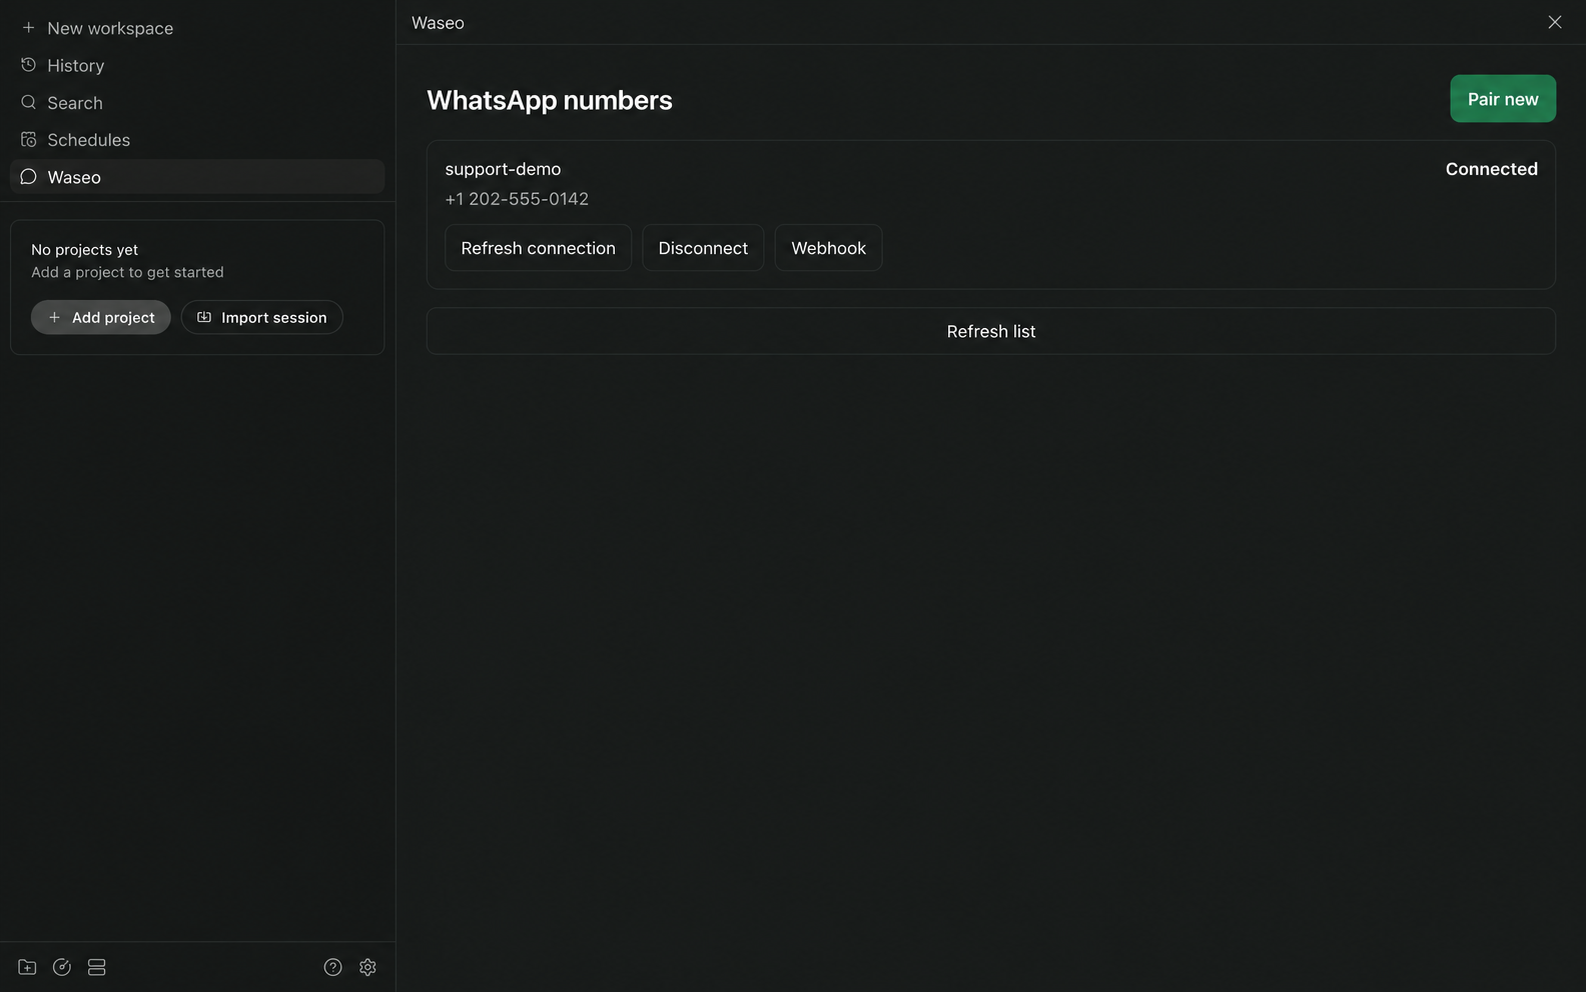 New workspace
History
Search
Schedules
Waseo
No projects yet
Add a project to get started
Add project
Import session
Waseo
WhatsApp numbers
Pair new
support-demo
Connected
+1 202-555-0142
Refresh connection
Disconnect
Webhook
Refresh list